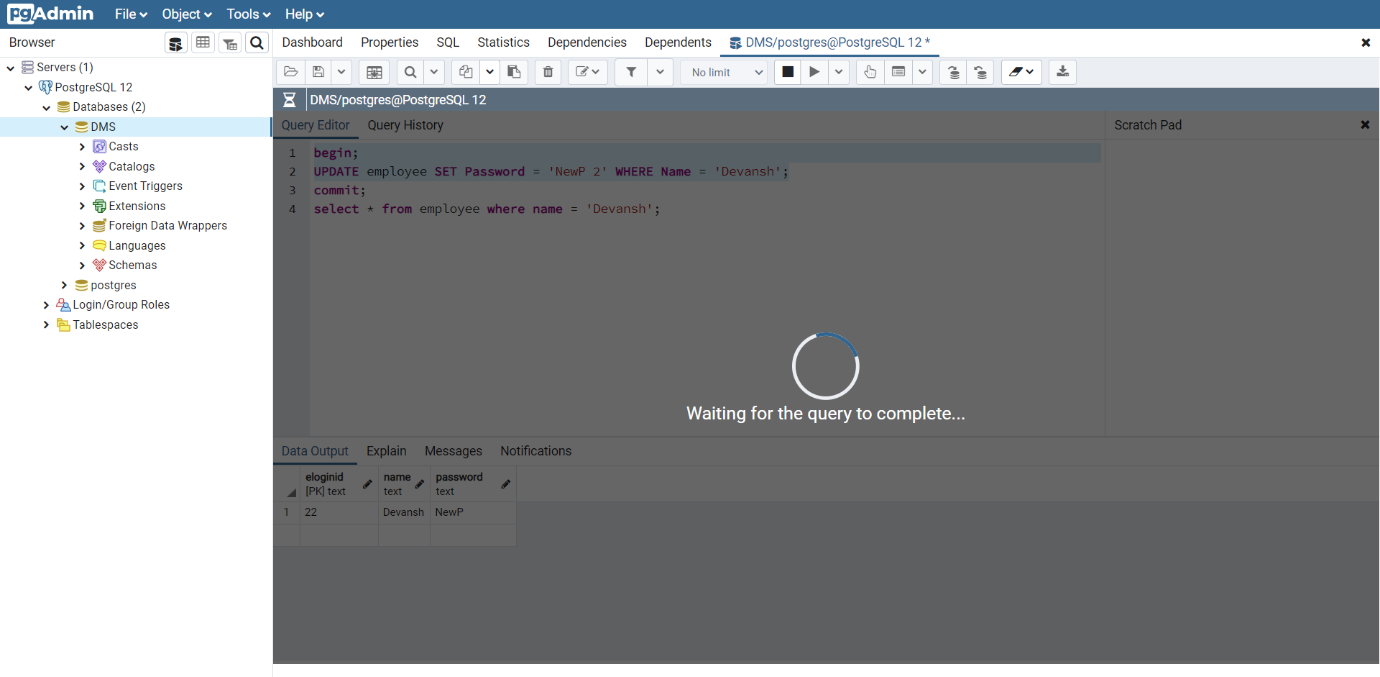 pgAdmin File Object Tools Help
Browser
Dashboard Properties SQL Statistics Dependencies Dependents DMS/postgres@PostgreSQL 12 *
Servers (1)
PostgreSQL 12
Databases (2)
DMS
Casts
Catalogs
Event Triggers
Extensions
Foreign Data Wrappers
Languages
Schemas
postgres
Login/Group Roles
Tablespaces
No limit
DMS/postgres@PostgreSQL 12
Query Editor Query History
Scratch Pad
1 begin;
2 UPDATE employee SET Password = 'NewP 2' WHERE Name = 'Devansh';
3 commit;
4 select * from employee where name = 'Devansh';
Waiting for the query to complete...
Data Output Explain Messages Notifications
eloginid name password
[PK] text text text
1 22 Devansh NewP